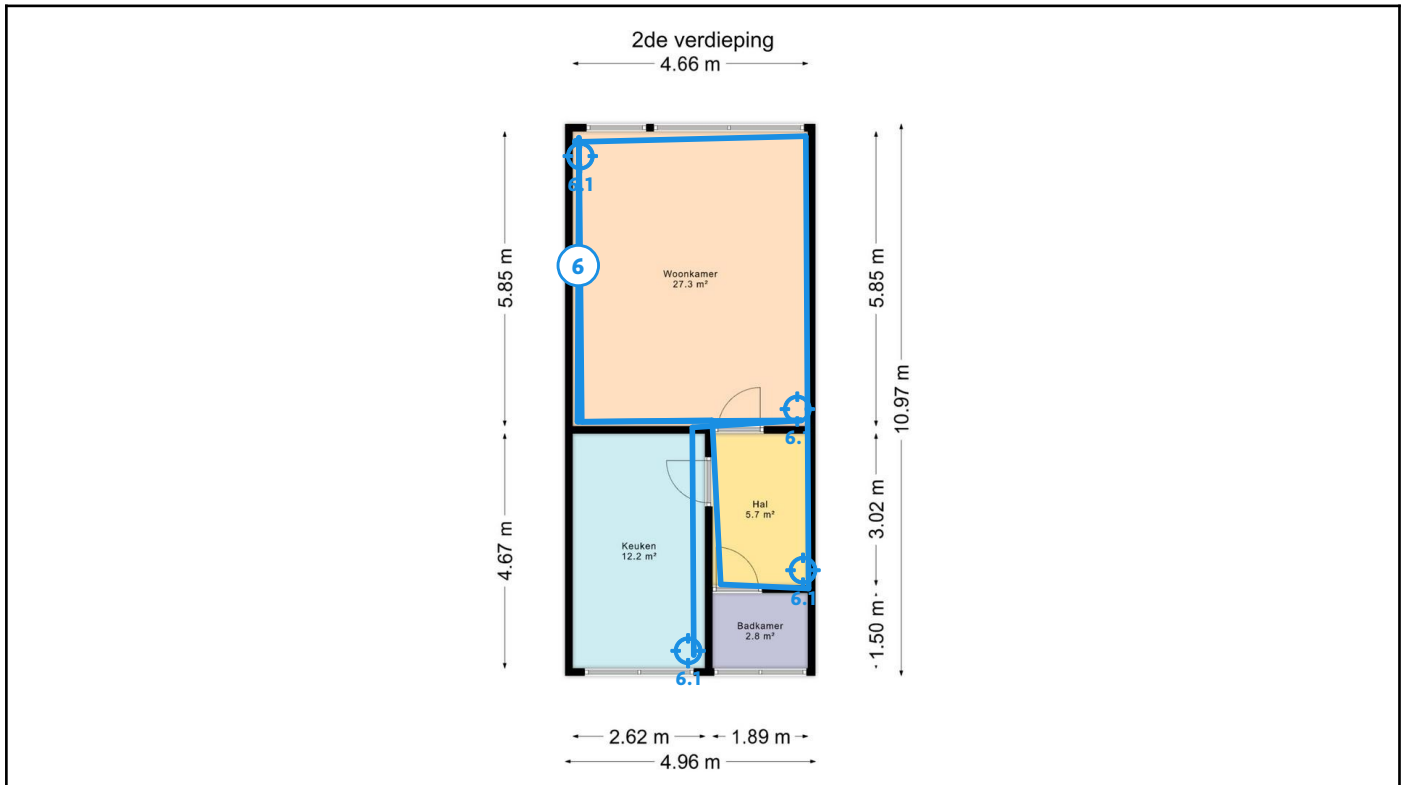 2de verdieping
4.66 m
6.1
5.85 m
6
Woonkamer
27.3 m²
5.85 m
10.97 m
6.
4.67 m
Hal
5.7 m²
3.02 m
Keuken
12.2 m²
6.1
Badkamer
2.8 m²
1.50 m
6.1
2.62 m
1.89 m
4.96 m